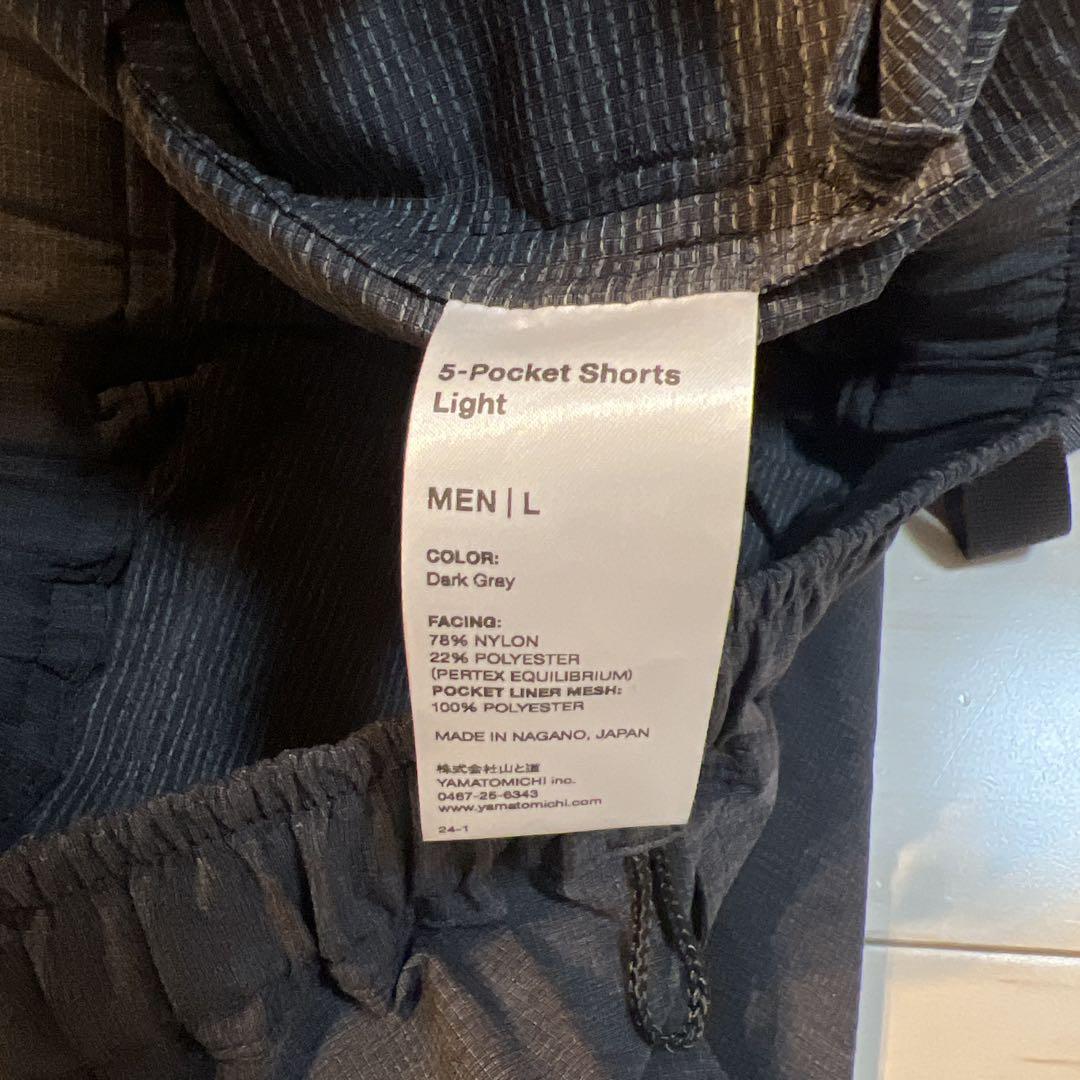 5-Pocket Shorts
Light
MEN | L
COLOR:
Dark Gray
FACING:
78% NYLON
22% POLYESTER
(PERTEX EQUILIBRIUM)
POCKET LINER MESH:
100% POLYESTER
MADE IN NAGANO, JAPAN
株式会社山と道
YAMATOMICHI inc.
0467-25-6343
www.yamatomichi.com
24-1